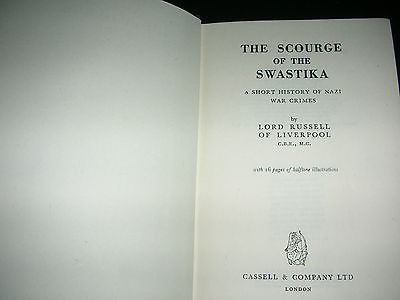 THE SCOURGE
OF THE
SWASTIKA
A SHORT HISTORY OF NAZI
WAR CRIMES
by
LORD RUSSELL
OF LIVERPOOL
C.B.E., M.C.
with 16 pages of halftone illustrations
CASSELL & COMPANY LTD
LONDON